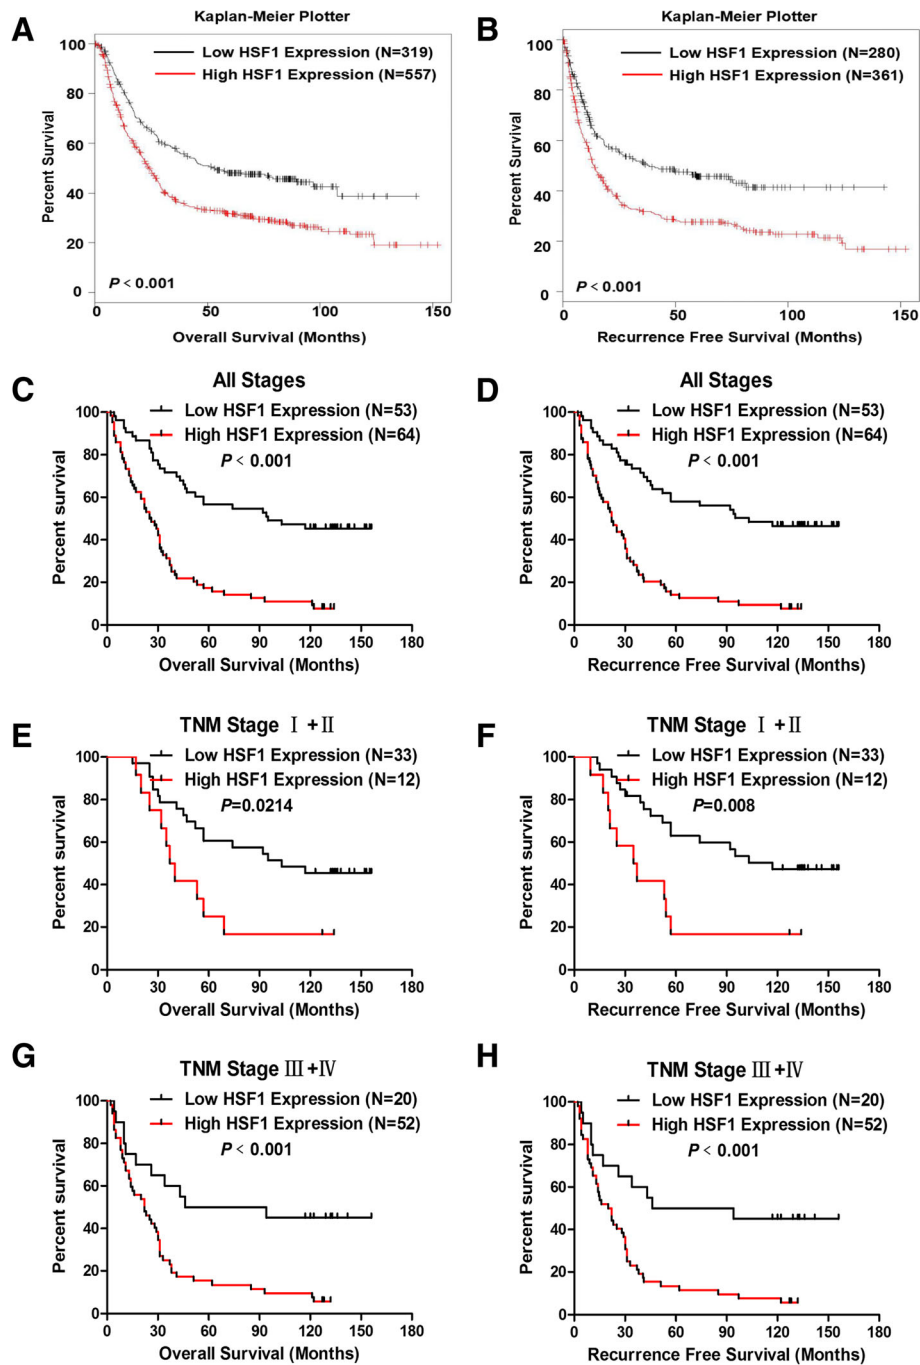 A
Kaplan-Meier Plotter
Low HSF1 Expression (N=319)
High HSF1 Expression (N=557)
Percent Survival
100
80
60
40
20
0
P < 0.001
0 50 100 150
Overall Survival (Months)
B
Kaplan-Meier Plotter
Low HSF1 Expression (N=280)
High HSF1 Expression (N=361)
Percent Survival
100
80
60
40
20
0
P < 0.001
0 50 100 150
Recurrence Free Survival (Months)
C
All Stages
Low HSF1 Expression (N=53)
High HSF1 Expression (N=64)
P < 0.001
Percent survival
100
80
60
40
20
0
0 30 60 90 120 150 180
Overall Survival (Months)
D
All Stages
Low HSF1 Expression (N=53)
High HSF1 Expression (N=64)
P < 0.001
Percent survival
100
80
60
40
20
0
0 30 60 90 120 150 180
Recurrence Free Survival (Months)
E
TNM Stage Ⅰ+Ⅱ
Low HSF1 Expression (N=33)
High HSF1 Expression (N=12)
P=0.0214
Percent survival
100
80
60
40
20
0
0 30 60 90 120 150 180
Overall Survival (Months)
F
TNM Stage Ⅰ+Ⅱ
Low HSF1 Expression (N=33)
High HSF1 Expression (N=12)
P=0.008
Percent survival
100
80
60
40
20
0
0 30 60 90 120 150 180
Recurrence Free Survival (Months)
G
TNM Stage Ⅲ+Ⅳ
Low HSF1 Expression (N=20)
High HSF1 Expression (N=52)
P < 0.001
Percent survival
100
80
60
40
20
0
0 30 60 90 120 150 180
Overall Survival (Months)
H
TNM Stage Ⅲ+Ⅳ
Low HSF1 Expression (N=20)
High HSF1 Expression (N=52)
P < 0.001
Percent survival
100
80
60
40
20
0
0 30 60 90 120 150 180
Recurrence Free Survival (Months)